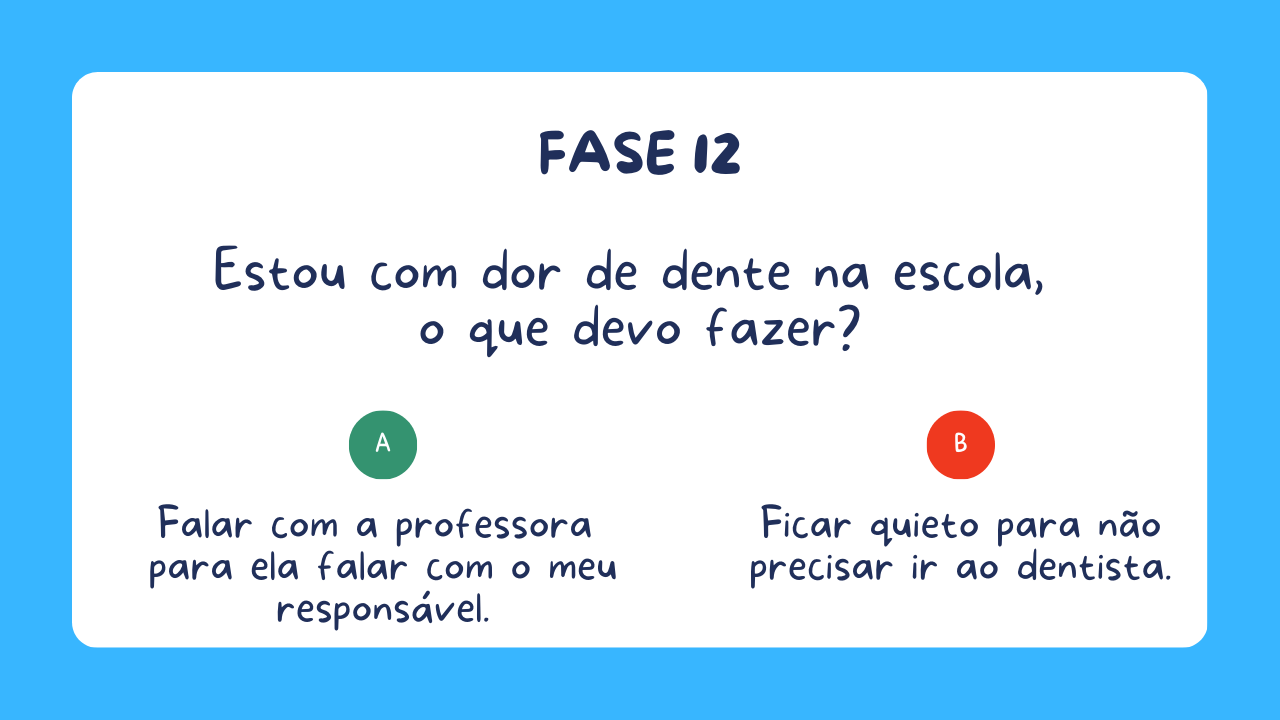 FASE 12
Estou com dor de dente na escola,
o que devo fazer?
A
Falar com a professora
para ela falar com o meu
responsável.
B
Ficar quieto para não
precisar ir ao dentista.